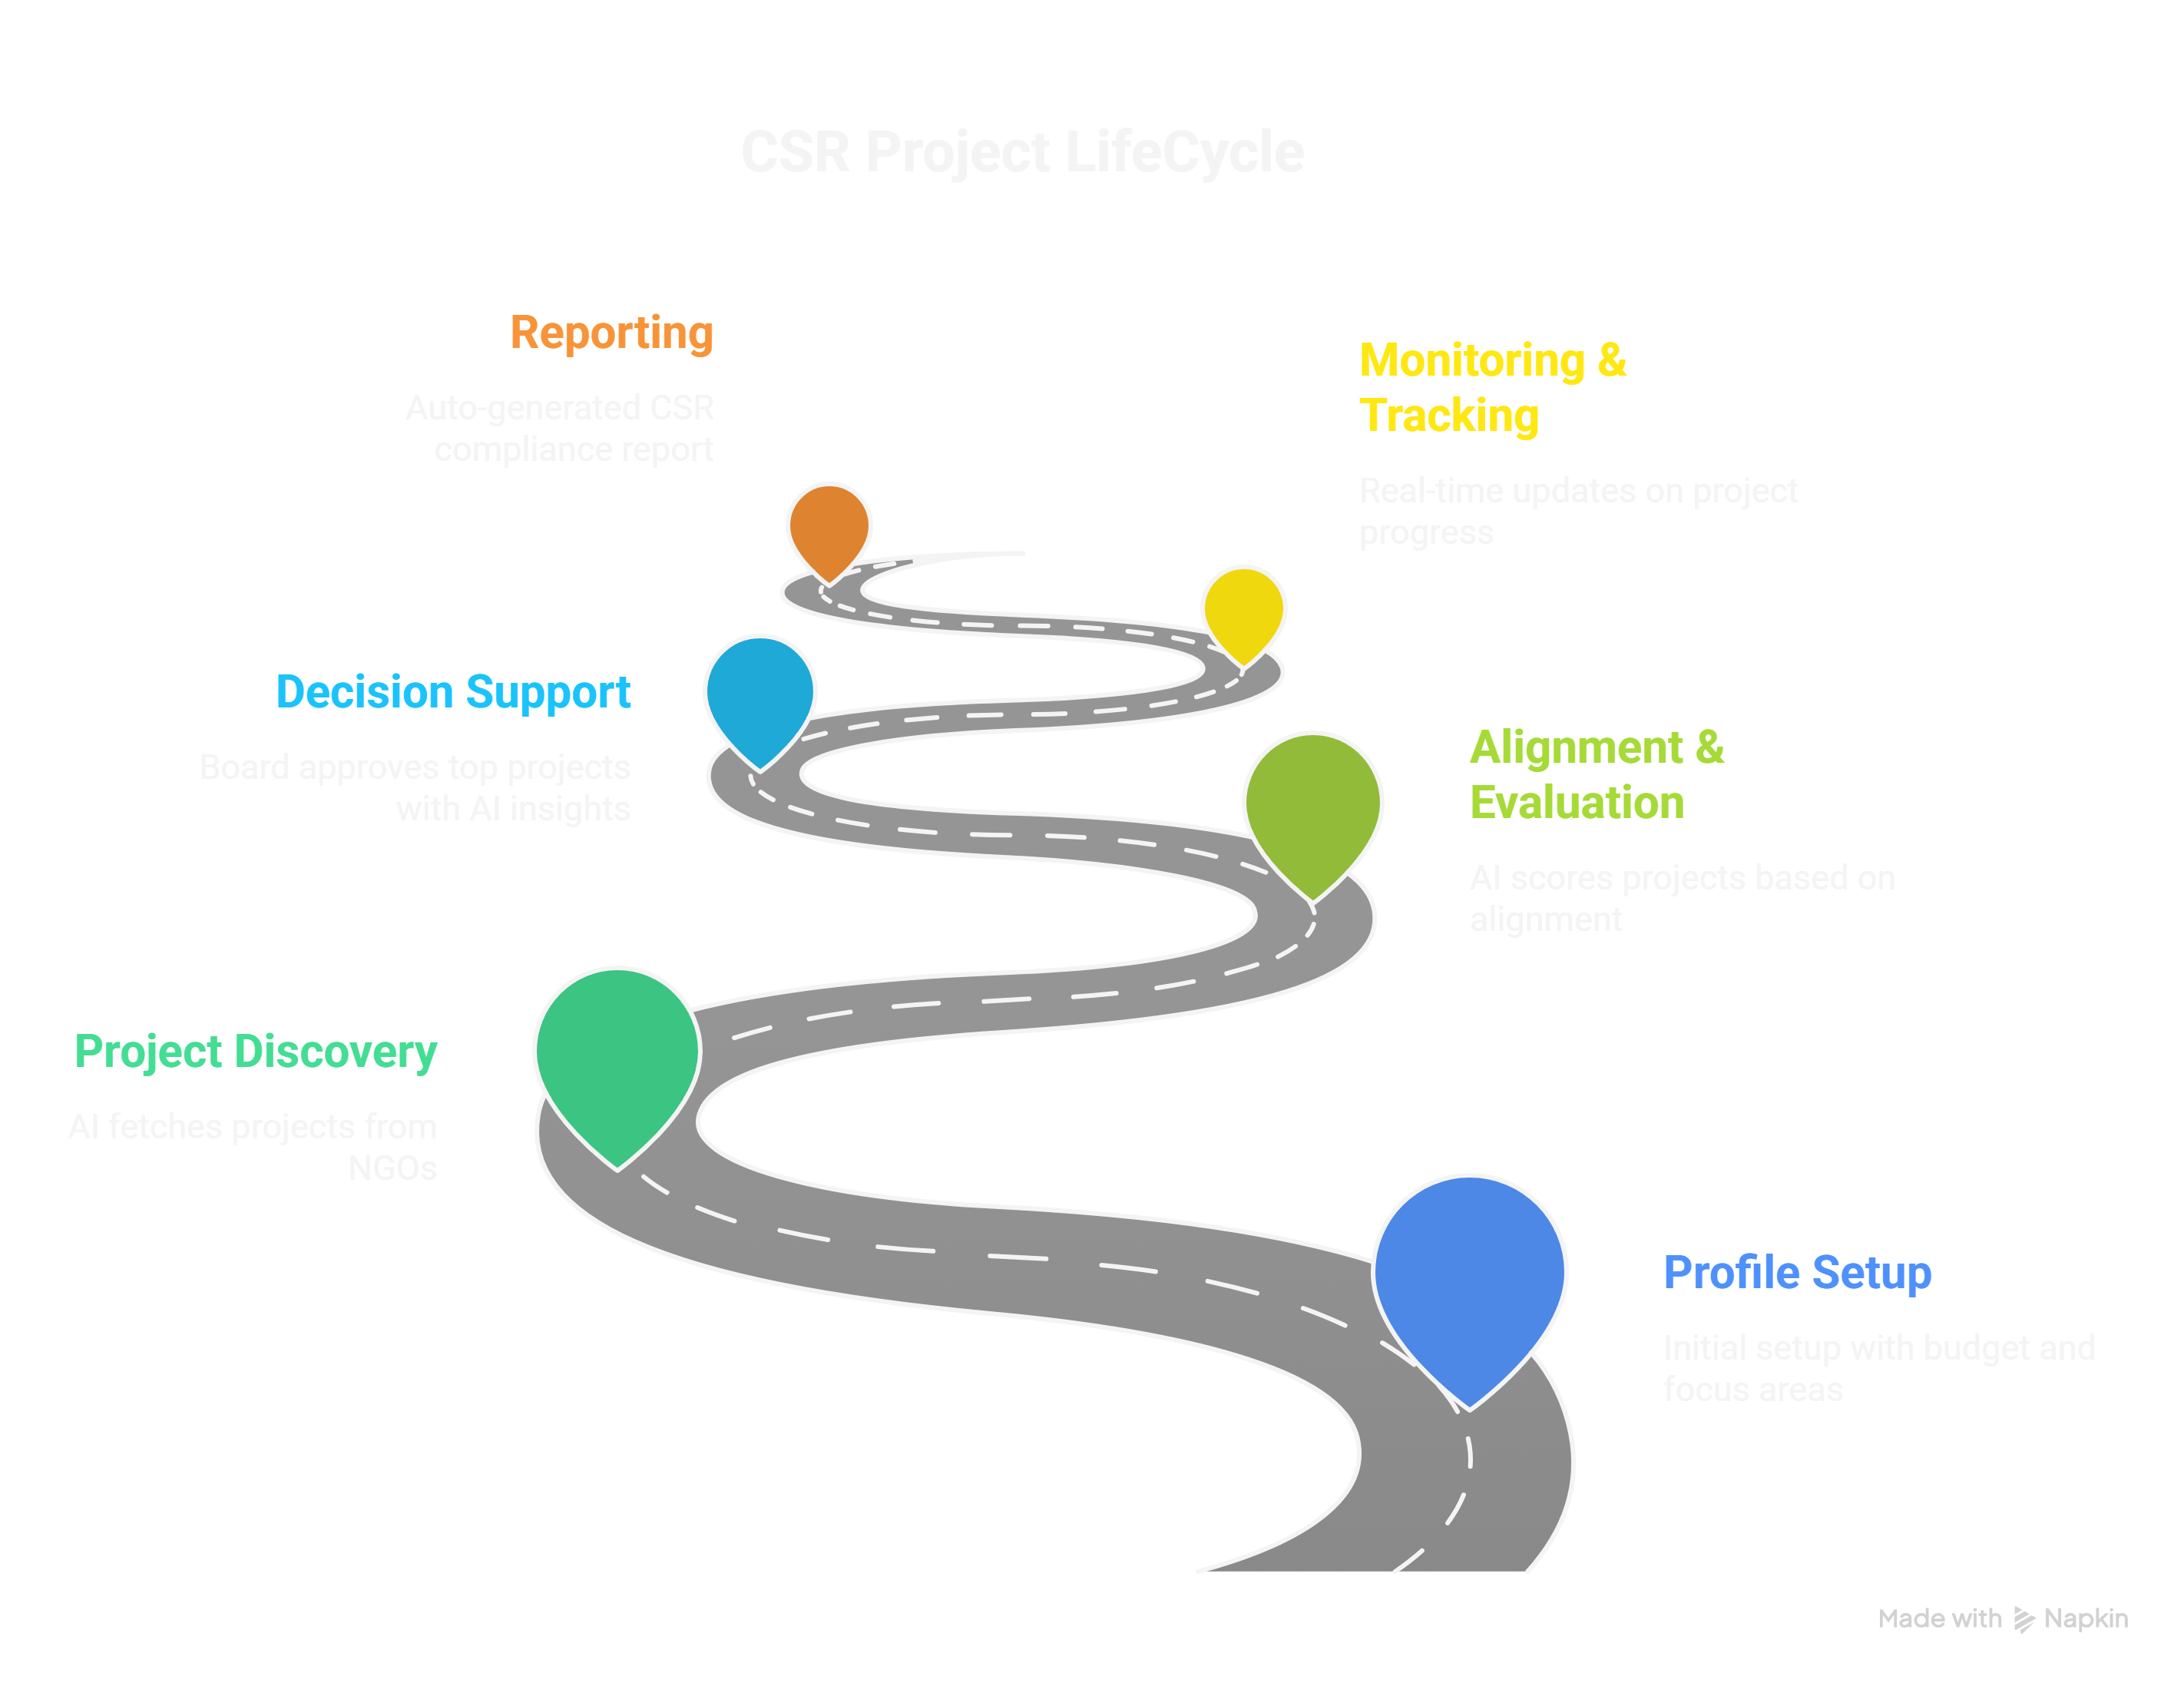 CSR Project LifeCycle
Reporting
Auto-generated CSR
compliance report
Monitoring &
Tracking
Real-time updates on project
progress
Decision Support
Board approves top projects
with AI insights
Alignment &
Evaluation
AI scores projects based on
alignment
Project Discovery
AI fetches projects from
NGOs
Profile Setup
Initial setup with budget and
focus areas
Made with Napkin